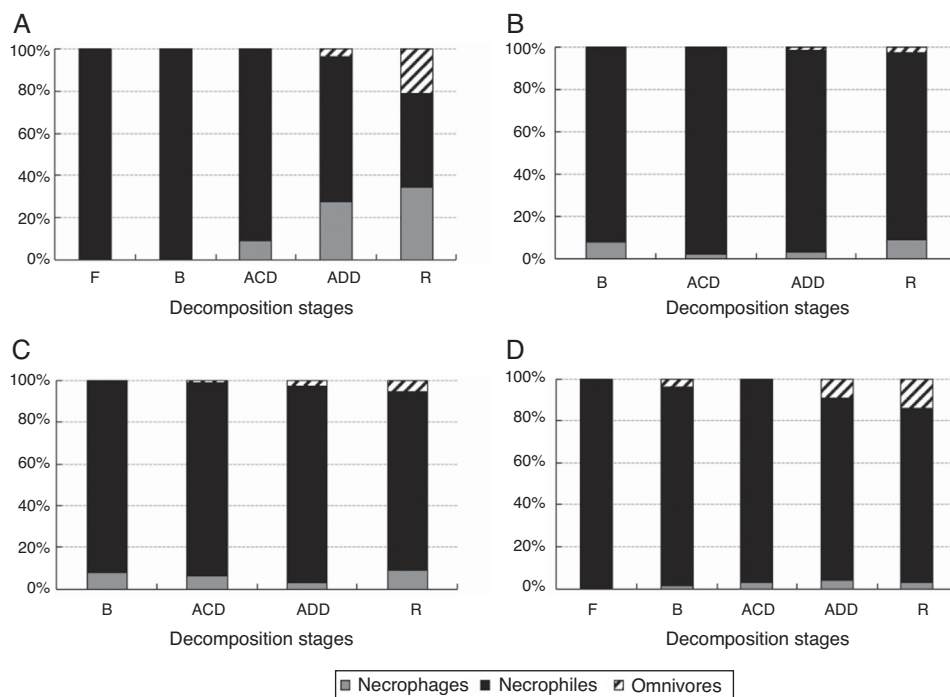 A
100%
80%
60%
40%
20%
0%
F B ACD ADD R
Decomposition stages
B
100%
80%
60%
40%
20%
0%
B ACD ADD R
Decomposition stages
C
100%
80%
60%
40%
20%
0%
B ACD ADD R
Decomposition stages
D
100%
80%
60%
40%
20%
0%
F B ACD ADD R
Decomposition stages
Necrophages Necrophiles Omnivores